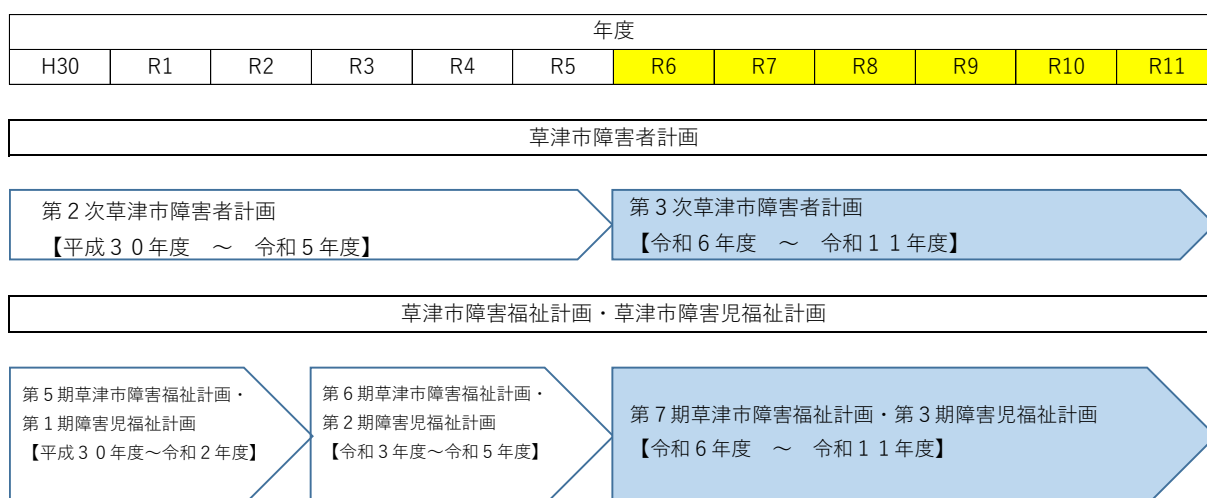 年度
H30 R1 R2 R3 R4 R5 R6 R7 R8 R9 R10 R11
草津市障害者計画
第２次草津市障害者計画
【平成３０年度　～　令和５年度】
第３次草津市障害者計画
【令和６年度　～　令和１１年度】
草津市障害福祉計画・草津市障害児福祉計画
第５期草津市障害福祉計画・
第１期障害児福祉計画
【平成３０年度～令和２年度】
第６期草津市障害福祉計画・
第２期障害児福祉計画
【令和３年度～令和５年度】
第７期草津市障害福祉計画・第３期障害児福祉計画
【令和６年度　～　令和１１年度】